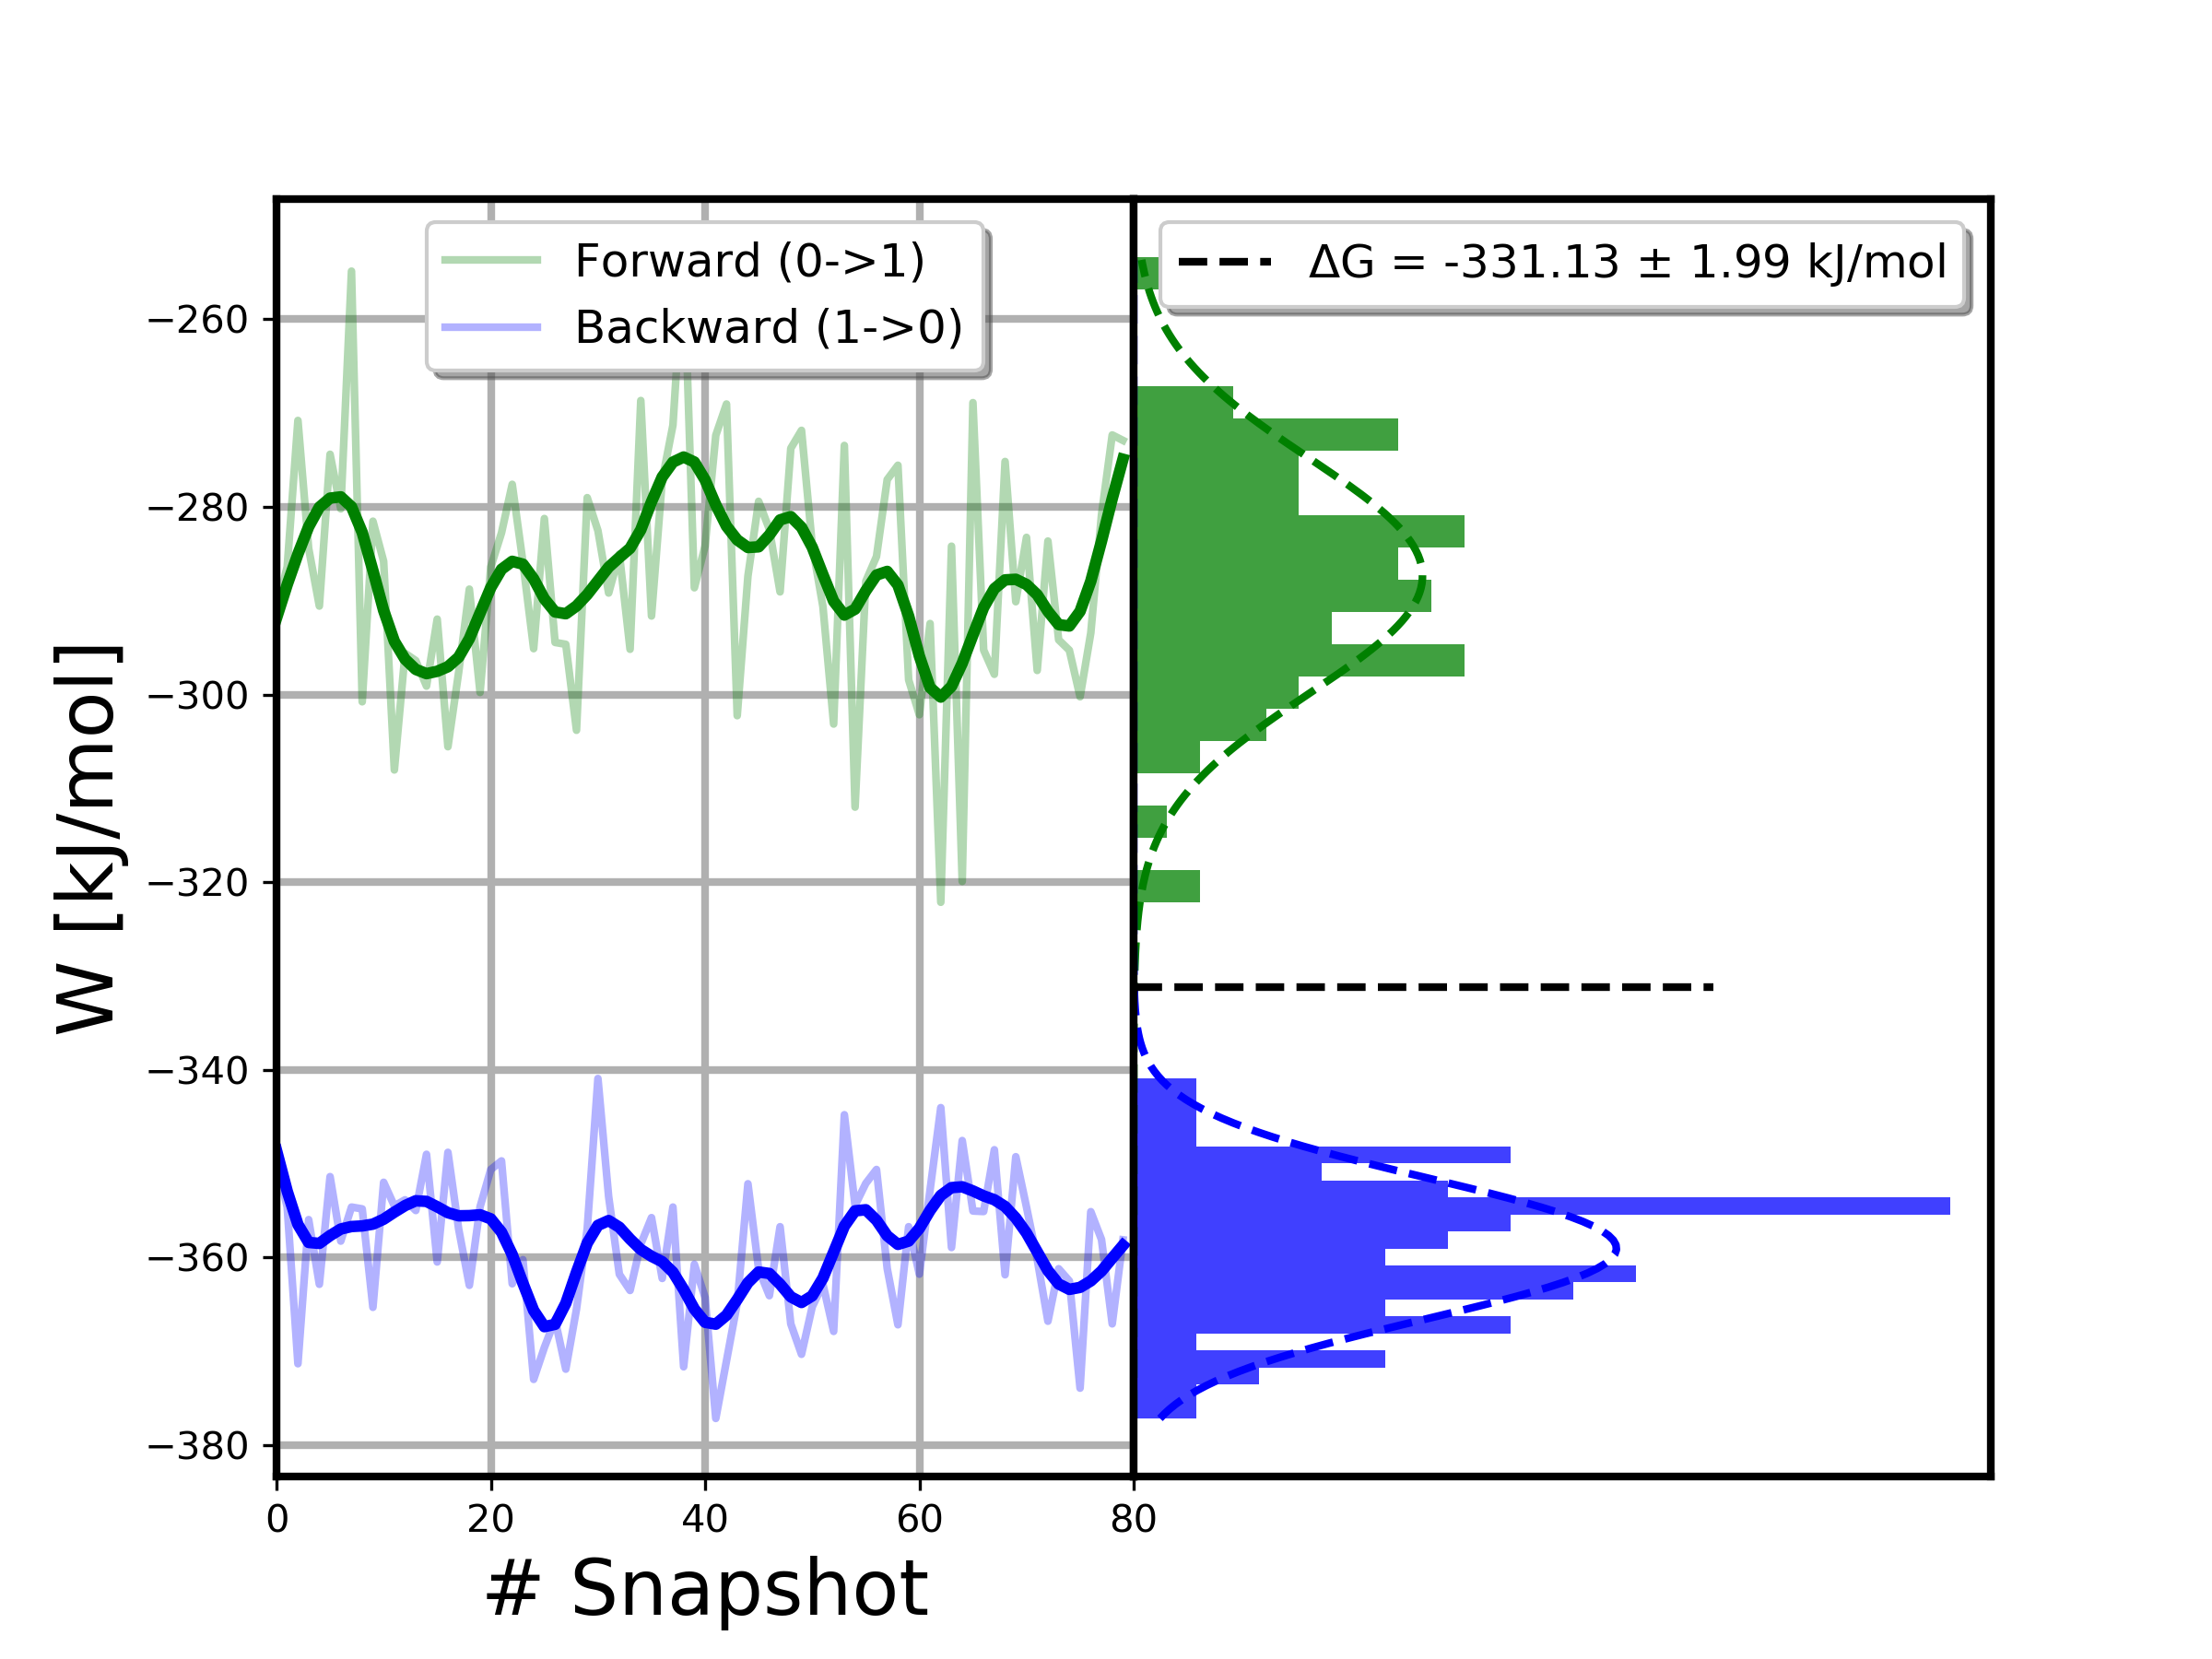 Forward (0->1)
Backward (1->0)
ΔG = -331.13 ± 1.99 kJ/mol
W [kJ/mol]
−260
−280
−300
−320
−340
−360
−380
0
20
40
60
80
# Snapshot